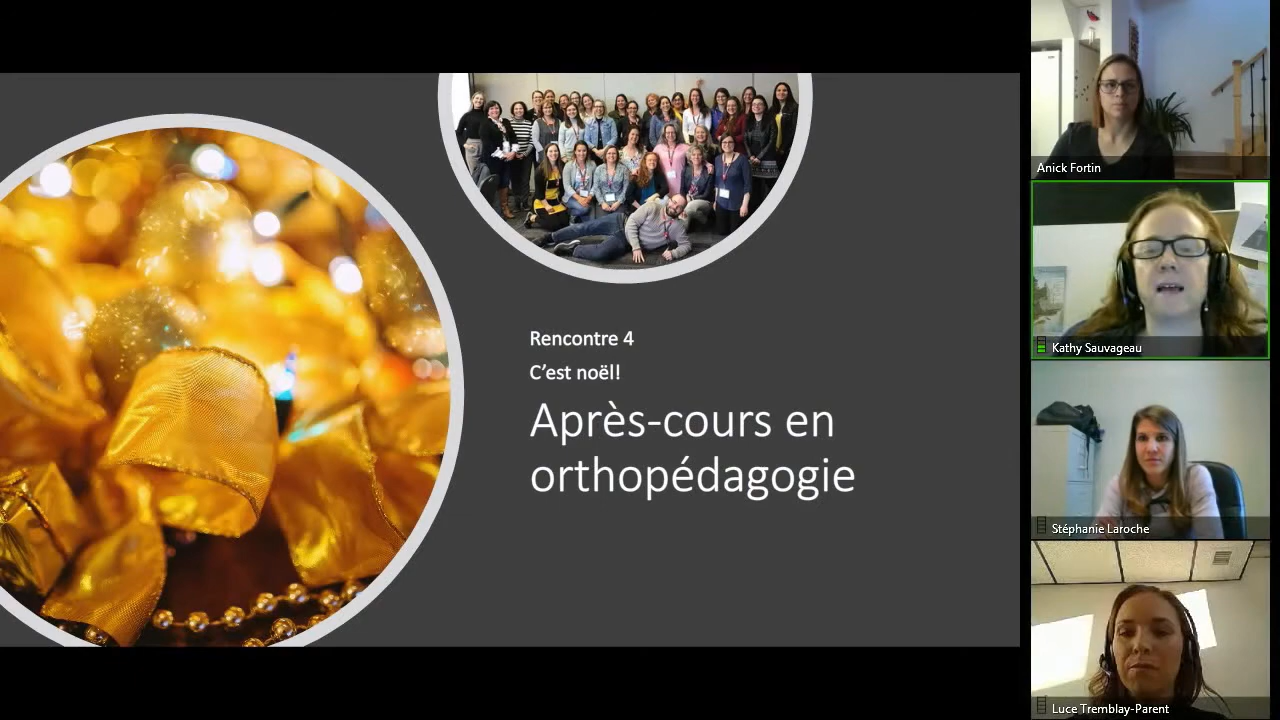 Rencontre 4
C’est noël!
Après-cours en
orthopédagogie
Anick Fortin
Kathy Sauvageau
Stéphanie Laroche
Luce Tremblay-Parent